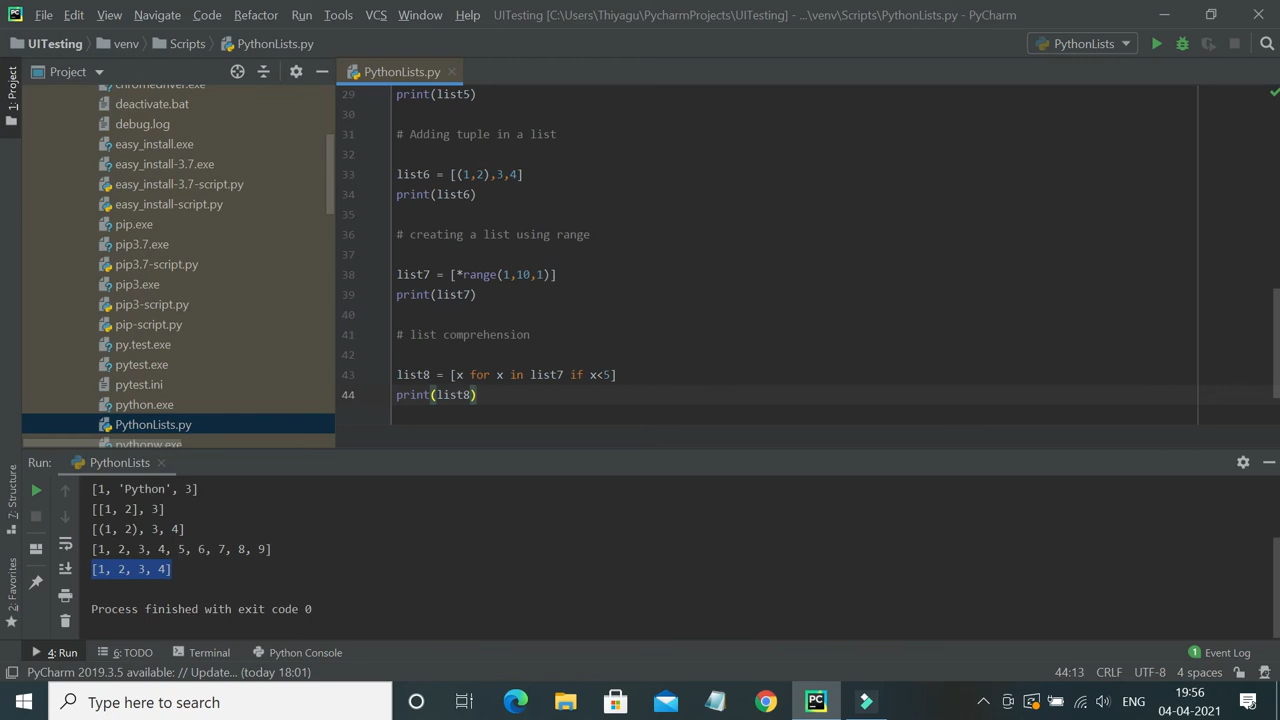 File Edit View Navigate Code Refactor Run Tools VCS Window Help UITesting [C:\Users\Thiyagu\PycharmProjects\UITesting] - ...\venv\Scripts\PythonLists.py - PyCharm
UITesting venv Scripts PythonLists.py PythonLists
1: Project
Project
PythonLists.py
chromedriver.exe
deactivate.bat
debug.log
easy_install.exe
easy_install-3.7.exe
easy_install-3.7-script.py
easy_install-script.py
pip.exe
pip3.7.exe
pip3.7-script.py
pip3.exe
pip3-script.py
pip-script.py
py.test.exe
pytest.exe
pytest.ini
python.exe
PythonLists.py
pythonw.exe
29 print(list5)
30
31 # Adding tuple in a list
32
33 list6 = [(1,2),3,4]
34 print(list6)
35
36 # creating a list using range
37
38 list7 = [*range(1,10,1)]
39 print(list7)
40
41 # list comprehension
42
43 list8 = [x for x in list7 if x<5]
44 print(list8)
Run: PythonLists
7: Structure
2: Favorites
[1, 'Python', 3]
[[1, 2], 3]
[(1, 2), 3, 4]
[1, 2, 3, 4, 5, 6, 7, 8, 9]
[1, 2, 3, 4]
Process finished with exit code 0
4: Run 6: TODO Terminal Python Console 1 Event Log
PyCharm 2019.3.5 available: // Update... (today 18:01) 44:13 CRLF UTF-8 4 spaces
Type here to search
PC
ENG
19:56
04-04-2021